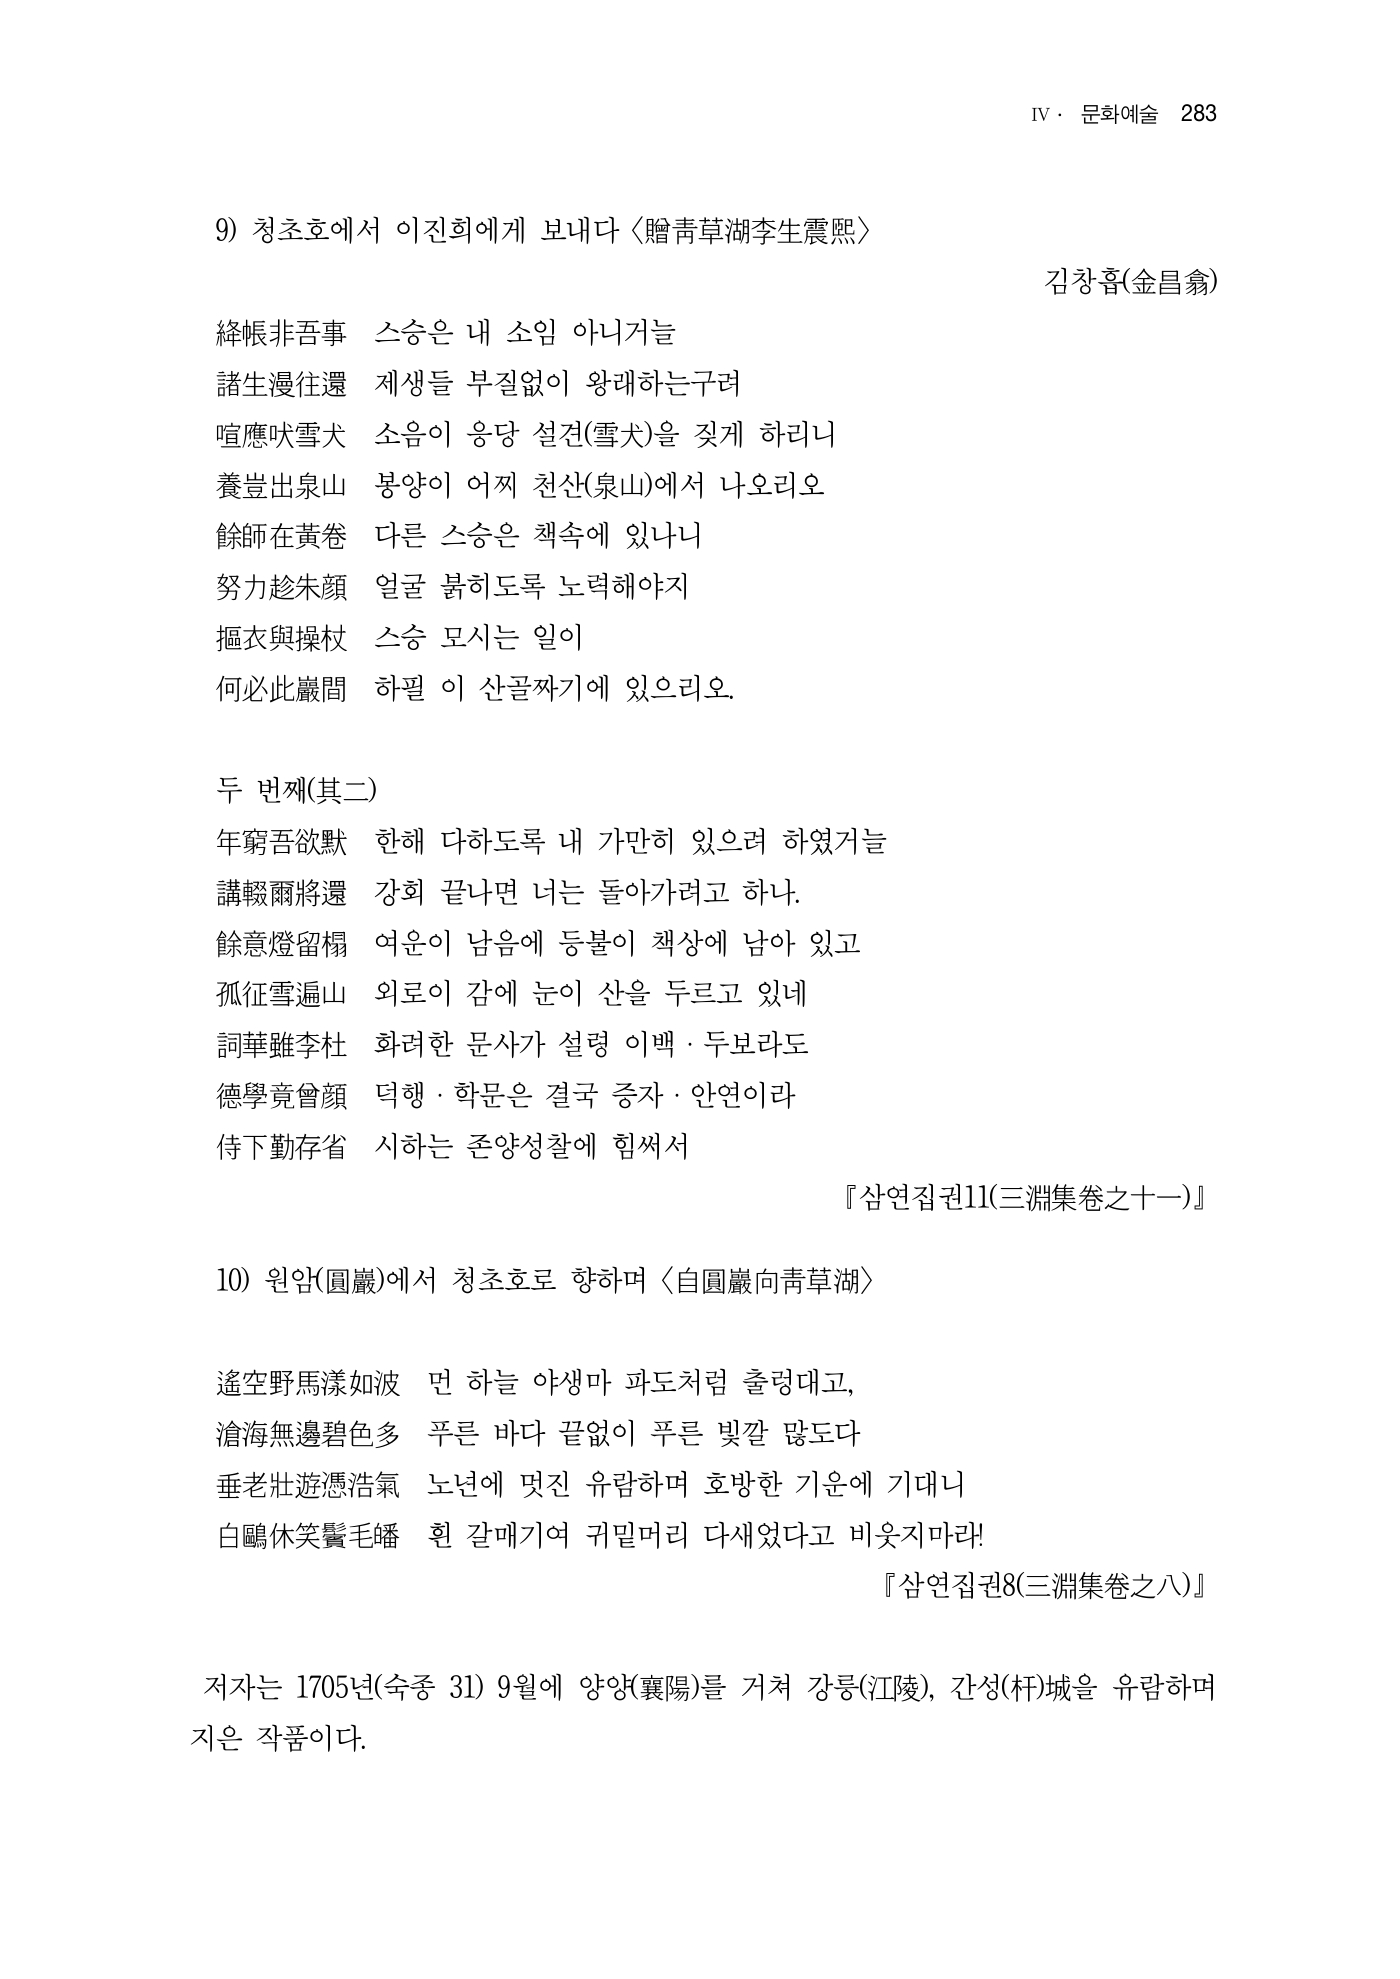 IV · 문화예술 283
9) 청초호에서 이진희에게 보내다〈贈靑草湖李生震熙〉
김창흡(金昌翕)
絳帳非吾事 스승은 내 소임 아니거늘
諸生漫往還 제생들 부질없이 왕래하는구려
喧應吠雪犬 소음이 응당 설견(雪犬)을 짖게 하리니
養豈出泉山 봉양이 어찌 천산(泉山)에서 나오리오
餘師在黃卷 다른 스승은 책속에 있나니
努力趁朱顔 얼굴 붉히도록 노력해야지
摳衣與操杖 스승 모시는 일이
何必此巖間 하필 이 산골짜기에 있으리오.
두 번째(其二)
年窮吾欲默 한해 다하도록 내 가만히 있으려 하였거늘
講輟爾將還 강회 끝나면 너는 돌아가려고 하나.
餘意燈留榻 여운이 남음에 등불이 책상에 남아 있고
孤征雪遍山 외로이 감에 눈이 산을 두르고 있네
詞華雖李杜 화려한 문사가 설령 이백·두보라도
德學竟曾顔 덕행·학문은 결국 증자·안연이라
侍下勤存省 시하는 존양성찰에 힘써서
『삼연집권11(三淵集卷之十一)』
10) 원암(圓巖)에서 청초호로 향하며〈自圓巖向靑草湖〉
遙空野馬漾如波 먼 하늘 야생마 파도처럼 출렁대고,
滄海無邊碧色多 푸른 바다 끝없이 푸른 빛깔 많도다
垂老壯遊憑浩氣 노년에 멋진 유람하며 호방한 기운에 기대니
白鷗休笑鬢毛皤 흰 갈매기여 귀밑머리 다새었다고 비웃지마라!
『삼연집권8(三淵集卷之八)』
저자는 1705년(숙종 31) 9월에 양양(襄陽)를 거쳐 강릉(江陵), 간성(杆)城을 유람하며
지은 작품이다.